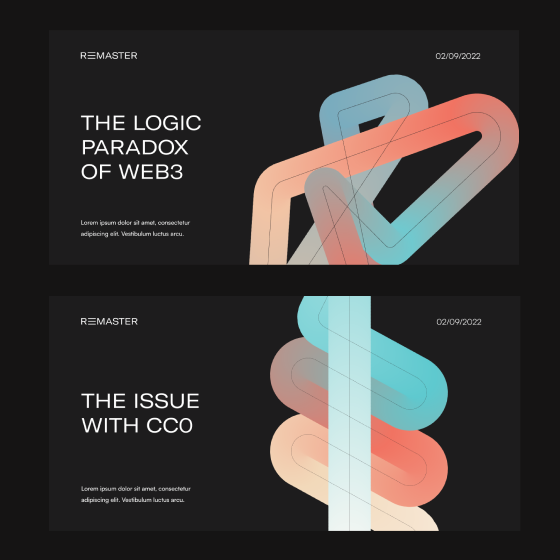 REMASTER
02/09/2022
THE LOGIC
PARADOX
OF WEB3
Lorem ipsum dolor sit amet, consectetur
adipiscing elit. Vestibulum luctus arcu.
REMASTER
02/09/2022
THE ISSUE
WITH CC0
Lorem ipsum dolor sit amet, consectetur
adipiscing elit. Vestibulum luctus arcu.